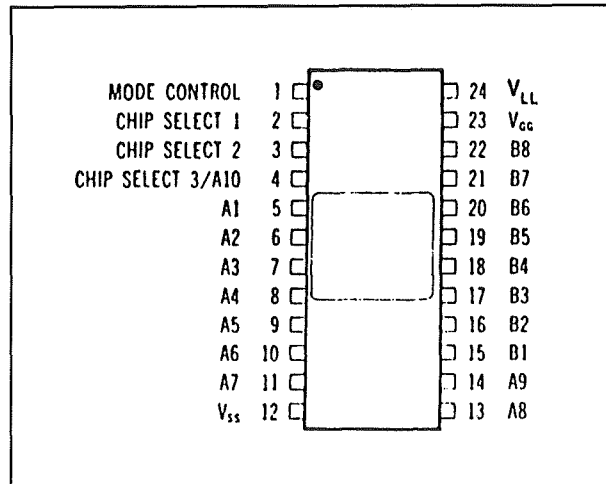 MODE CONTROL 1 24 V_LL
CHIP SELECT 1 2 23 V_GG
CHIP SELECT 2 3 22 B8
CHIP SELECT 3/A10 4 21 B7
A1 5 20 B6
A2 6 19 B5
A3 7 18 B4
A4 8 17 B3
A5 9 16 B2
A6 10 15 B1
A7 11 14 A9
V_SS 12 13 A8